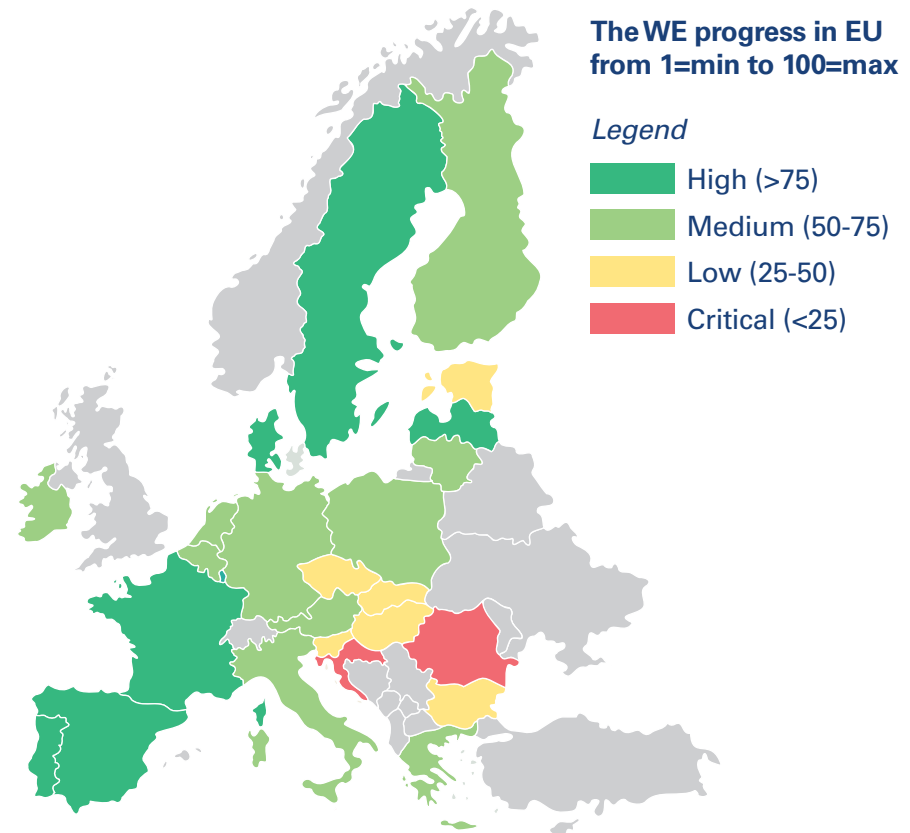 The WE progress in EU
from 1=min to 100=max
Legend
High (>75)
Medium (50-75)
Low (25-50)
Critical (<25)